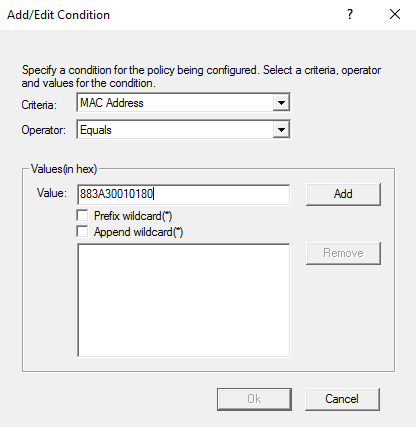 Add/Edit Condition
?
Specify a condition for the policy being configured. Select a criteria, operator
and values for the condition.
Criteria: MAC Address
Operator: Equals
Values(in hex)
Value: 883A30010180 Add
Prefix wildcard(*)
Append wildcard(*)
Remove
Ok Cancel